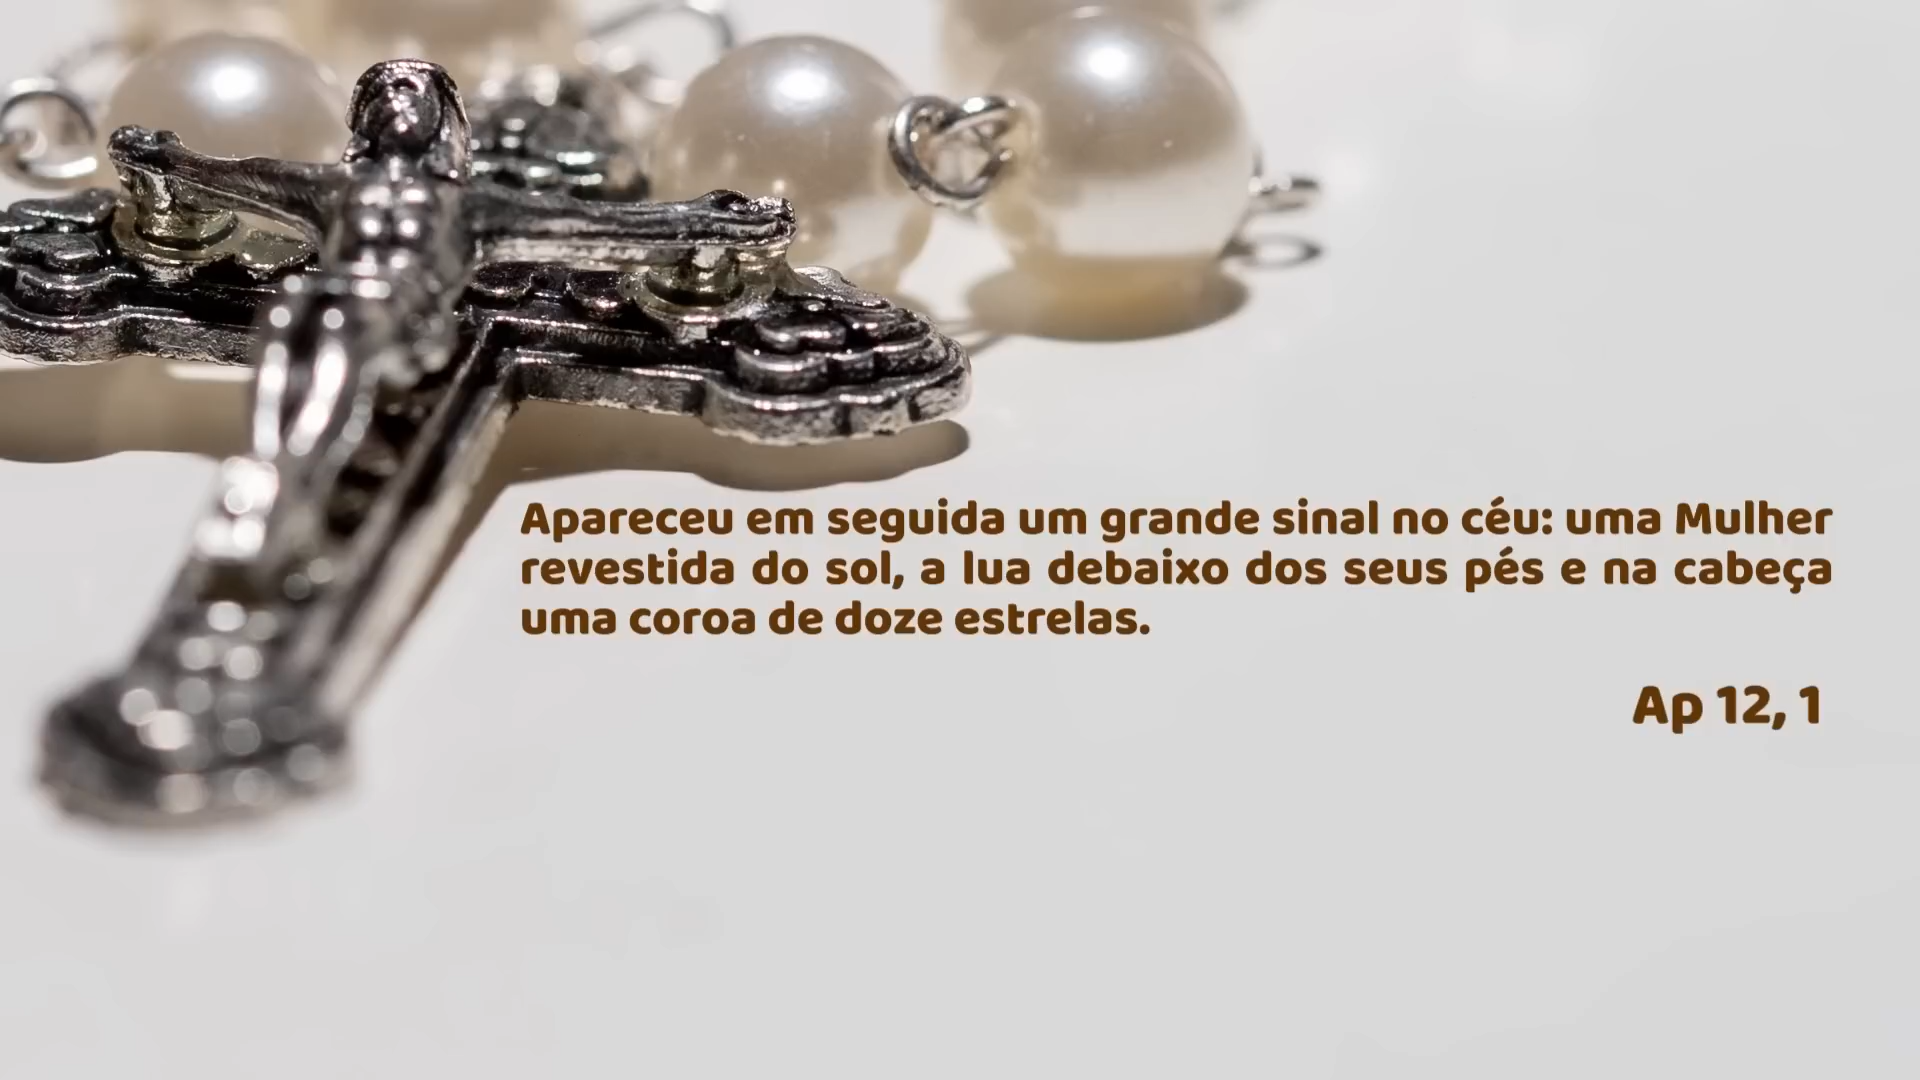 Apareceu em seguida um grande sinal no céu: uma Mulher
revestida do sol, a lua debaixo dos seus pés e na cabeça
uma coroa de doze estrelas.
Ap 12, 1